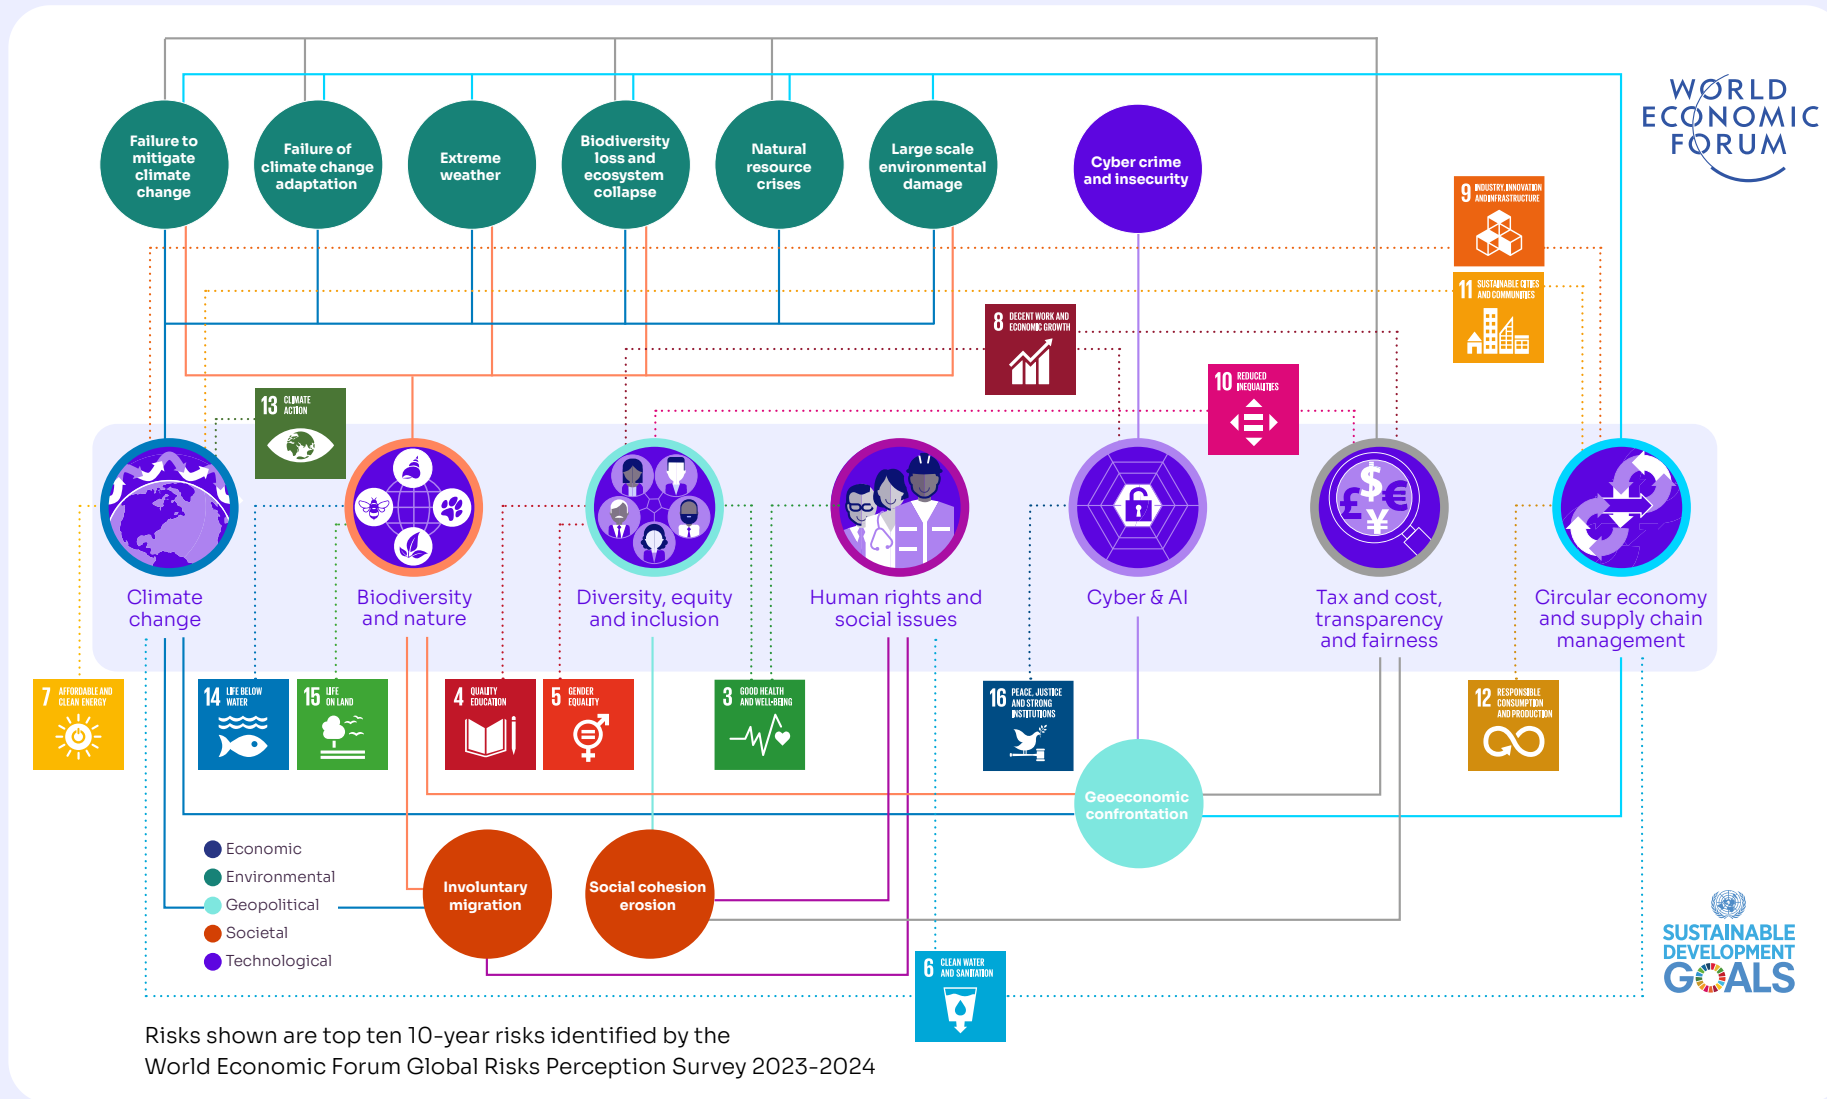 WORLD
ECONOMIC
FORUM
Failure to
mitigate
climate
change
Failure of
climate change
adaptation
Extreme
weather
Biodiversity
loss and
ecosystem
collapse
Natural
resource
crises
Large scale
environmental
damage
Cyber crime
and insecurity
9 INDUSTRY, INNOVATION
AND INFRASTRUCTURE
11 SUSTAINABLE CITIES
AND COMMUNITIES
8 DECENT WORK AND
ECONOMIC GROWTH
10 REDUCED
INEQUALITIES
13 CLIMATE
ACTION
$
£ €
¥
Climate
change
Biodiversity
and nature
Diversity, equity
and inclusion
Human rights and
social issues
Cyber & AI
Tax and cost,
transparency
and fairness
Circular economy
and supply chain
management
7 AFFORDABLE AND
CLEAN ENERGY
14 LIFE BELOW
WATER
15 LIFE
ON LAND
4 QUALITY
EDUCATION
5 GENDER
EQUALITY
3 GOOD HEALTH
AND WELL-BEING
16 PEACE, JUSTICE
AND STRONG
INSTITUTIONS
12 RESPONSIBLE
CONSUMPTION
AND PRODUCTION
Geoeconomic
confrontation
Economic
Environmental
Geopolitical
Societal
Technological
Involuntary
migration
Social cohesion
erosion
6 CLEAN WATER
AND SANITATION
SUSTAINABLE
DEVELOPMENT
GOALS
Risks shown are top ten 10-year risks identified by the
World Economic Forum Global Risks Perception Survey 2023-2024